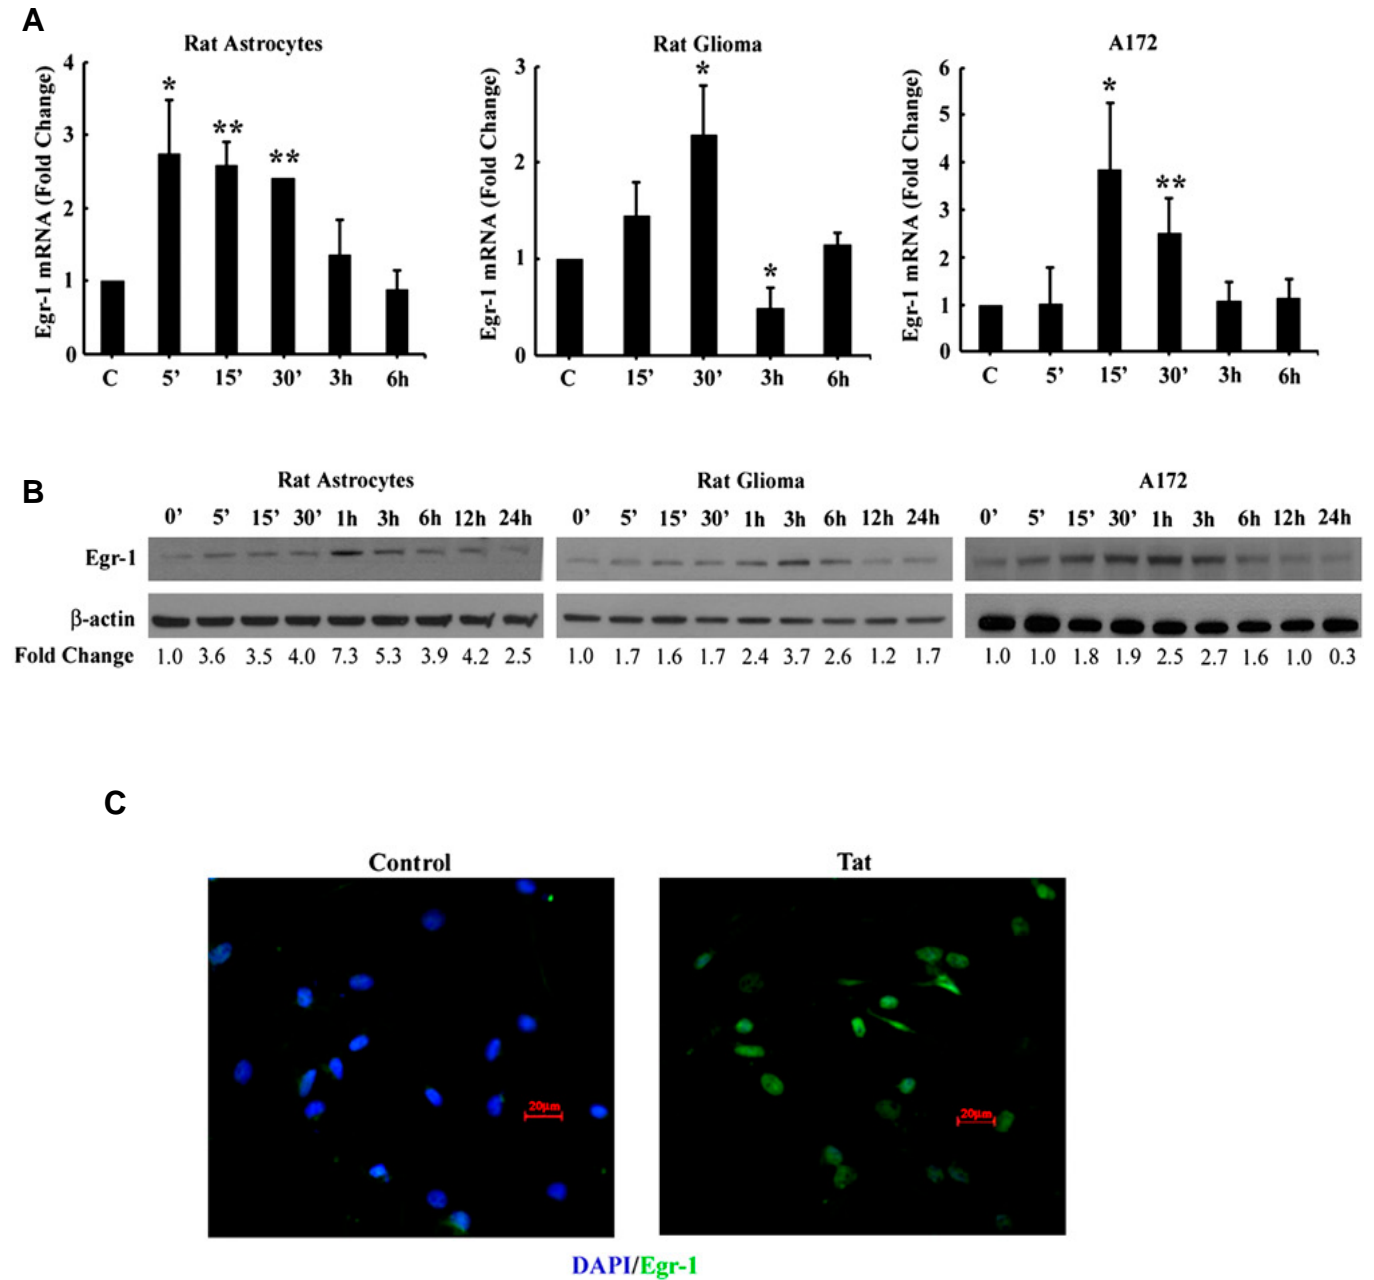 A
Rat Astrocytes
Egr-1 mRNA (Fold Change)
4
3
2
1
0
* ** **
C 5’ 15’ 30’ 3h 6h
Rat Glioma
Egr-1 mRNA (Fold Change)
3
2
1
0
* *
C 15’ 30’ 3h 6h
A172
Egr-1 mRNA (Fold Change)
6
5
4
3
2
1
0
* **
C 5’ 15’ 30’ 3h 6h
B
Rat Astrocytes Rat Glioma A172
0’ 5’ 15’ 30’ 1h 3h 6h 12h 24h 0’ 5’ 15’ 30’ 1h 3h 6h 12h 24h 0’ 5’ 15’ 30’ 1h 3h 6h 12h 24h
Egr-1
β-actin
Fold Change 1.0 3.6 3.5 4.0 7.3 5.3 3.9 4.2 2.5 1.0 1.7 1.6 1.7 2.4 3.7 2.6 1.2 1.7 1.0 1.0 1.8 1.9 2.5 2.7 1.6 1.0 0.3
C
Control Tat
20µm 20µm
DAPI/Egr-1